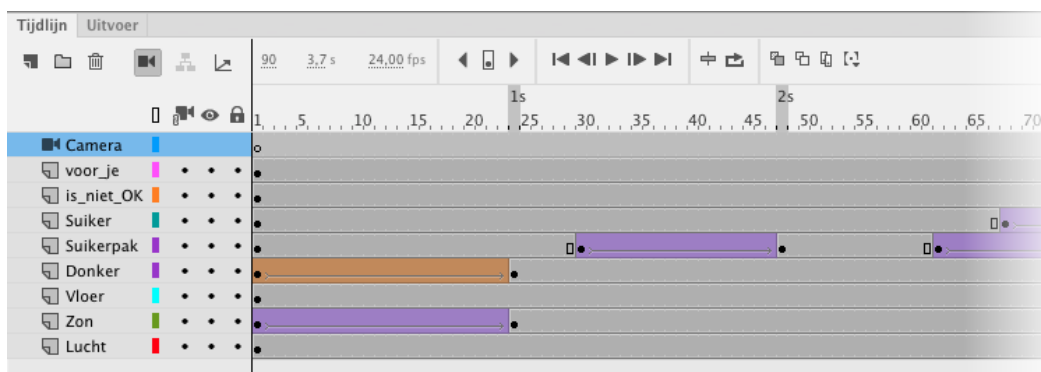 Tijdlijn Uitvoer
90 3,7 s 24,00 fps
1s 2s
1 5 10 15 20 25 30 35 40 45 50 55 60 65 70
Camera
voor_je
is_niet_OK
Suiker
Suikerpak
Donker
Vloer
Zon
Lucht